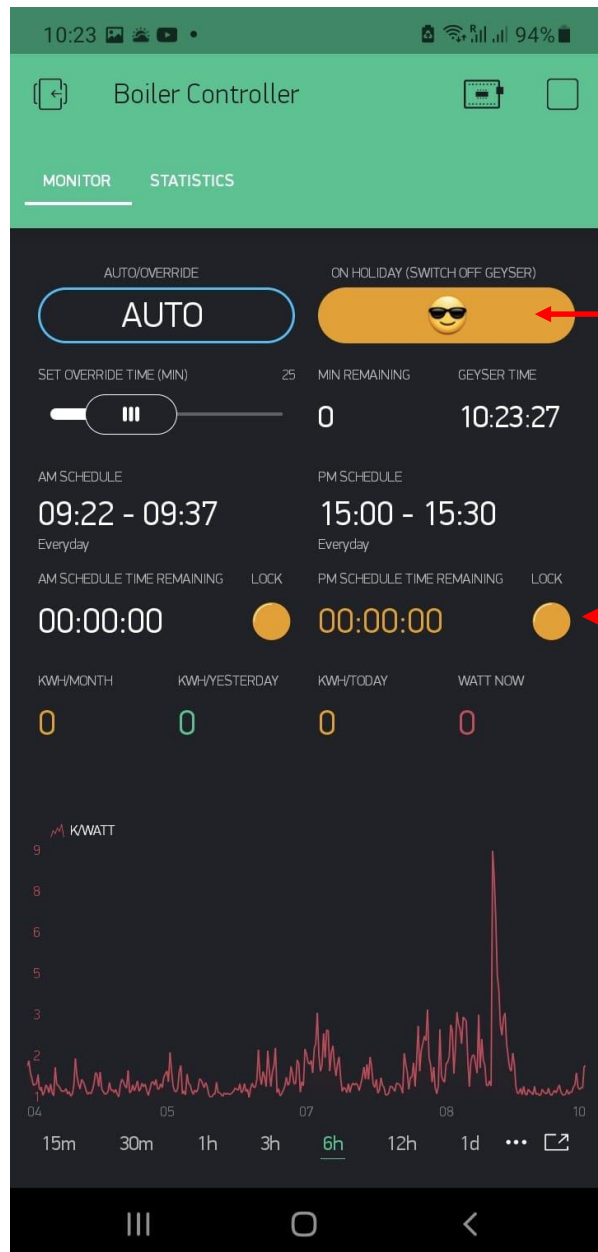 10:23 94%
Boiler Controller
MONITOR STATISTICS
AUTO/OVERRIDE ON HOLIDAY (SWITCH OFF GEYSER)
AUTO
SET OVERRIDE TIME (MIN) 25 MIN REMAINING GEYSER TIME
0 10:23:27
AM SCHEDULE PM SCHEDULE
09:22 - 09:37 15:00 - 15:30
Everyday Everyday
AM SCHEDULE TIME REMAINING LOCK PM SCHEDULE TIME REMAINING LOCK
00:00:00 00:00:00
KWH/MONTH KWH/YESTERDAY KWH/TODAY WATT NOW
0 0 0 0
K/WATT
9
8
6
5
3
2
1
04 05 07 08 10
15m 30m 1h 3h 6h 12h 1d